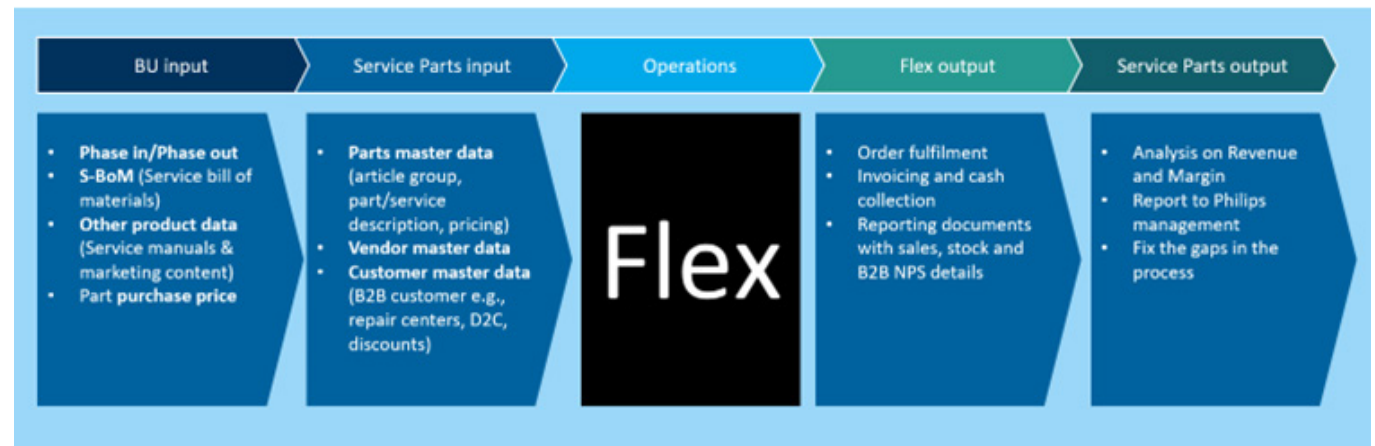 BU input
Service Parts input
Operations
Flex output
Service Parts output
• Phase in/Phase out
• S-BoM (Service bill of
materials)
• Other product data
(Service manuals &
marketing content)
• Part purchase price
• Parts master data
(article group,
part/service
description, pricing)
• Vendor master data
• Customer master data
(B2B customer e.g.,
repair centers, D2C,
discounts)
Flex
• Order fulfilment
• Invoicing and cash
collection
• Reporting documents
with sales, stock and
B2B NPS details
• Analysis on Revenue
and Margin
• Report to Philips
management
• Fix the gaps in the
process